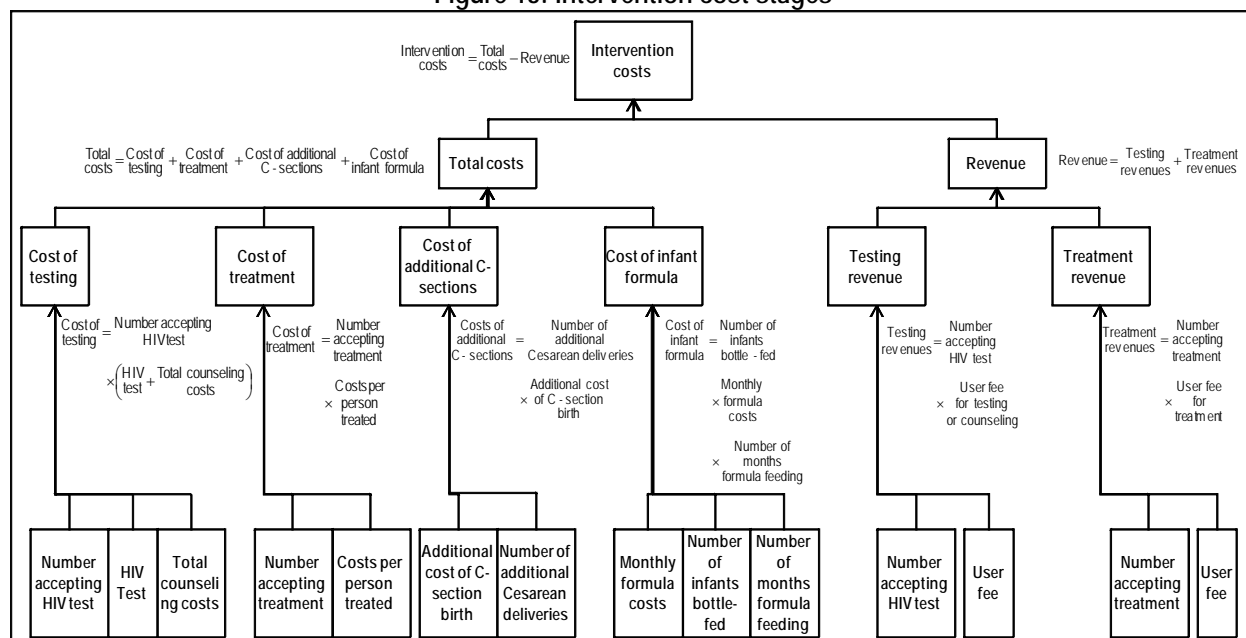 Figure 10. Intervention cost stages
Intervention costs = Total costs − Revenue
Intervention
costs
Total costs = Cost of testing + Cost of treatment + Cost of additional C - sections + Cost of infant formula
Total costs
Revenue
Revenue = Testing revenues + Treatment revenues
Cost of
testing
Cost of
treatment
Cost of
additional C-
sections
Cost of infant
formula
Testing
revenue
Treatment
revenue
Cost of testing = Number accepting HIV test
× (HIV test + Total counseling costs)
Cost of treatment = Number accepting treatment
× Costs per person treated
Costs of additional C - sections = Number of additional Cesarean deliveries
× Additional cost of C - section birth
Cost of infant formula = Number of infants bottle - fed
× Monthly formula costs
× Number of months formula feeding
Testing revenues = Number accepting HIV test
× User fee for testing or counseling
Treatment revenues = Number accepting treatment
× User fee for treatment
Number
accepting
HIV test
HIV
Test
Total
counseli
ng costs
Number
accepting
treatment
Costs per
person
treated
Additional
cost of C-
section
birth
Number of
additional
Cesarean
deliveries
Monthly
formula
costs
Number
of
infants
bottle-
fed
Number of
months
formula
feeding
Number
accepting
HIV test
User
fee
Number
accepting
treatment
User
fee